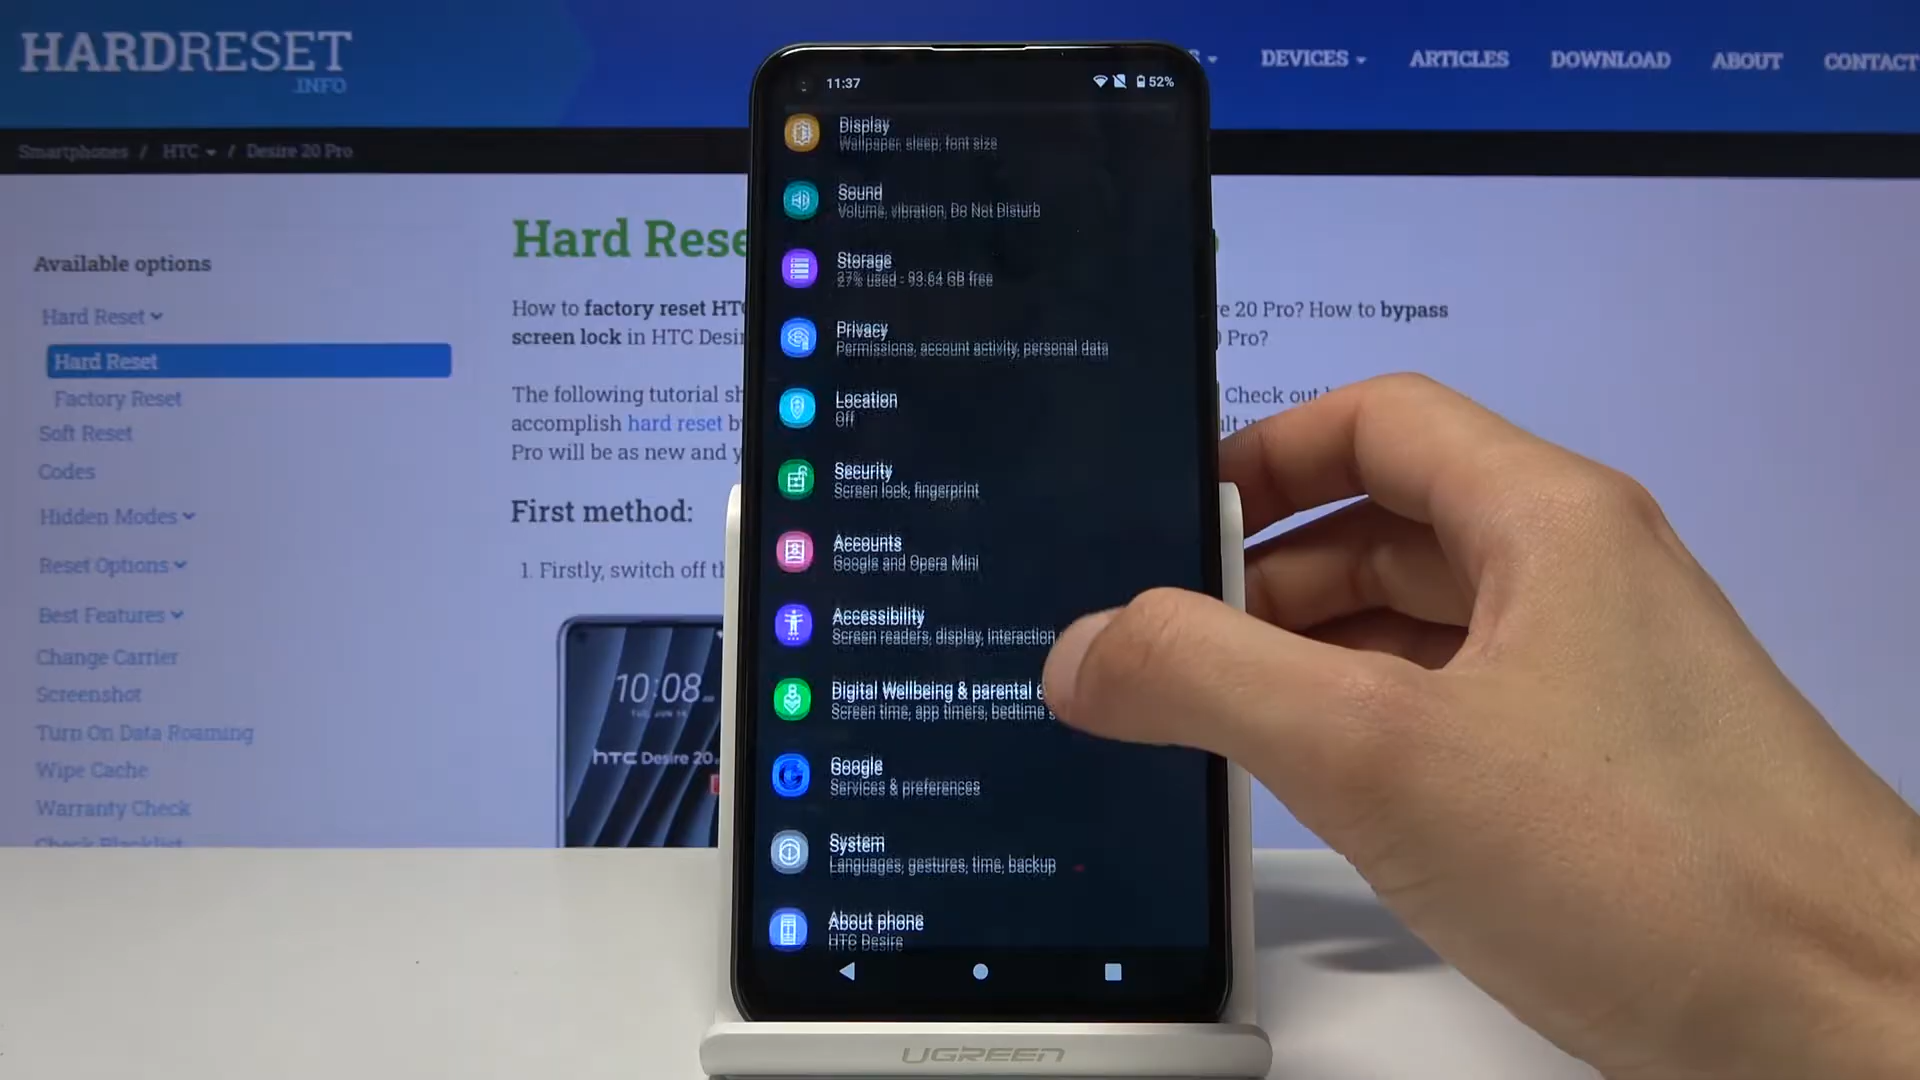 HARDRESET
.INFO
DEVICES
ARTICLES
DOWNLOAD
ABOUT
CONTACT
Smartphones / HTC / Desire 20 Pro
Available options
Hard Reset
Hard Reset
Factory Reset
Soft Reset
Codes
Hidden Modes
Reset Options
Best Features
Change Carrier
Screenshot
Turn On Data Roaming
Wipe Cache
Warranty Check
Check Blacklist
Hard Rese
How to factory reset HTC
re 20 Pro? How to bypass
screen lock in HTC Desi
Pro?
The following tutorial sh
Check out
accomplish hard reset b
Pro will be as new and y
First method:
1. Firstly, switch off th
10:08
hTC Desire 20
11:37
52%
Display
Wallpaper, sleep, font size
Sound
Volume, vibration, Do Not Disturb
Storage
27% used - 93.64 GB free
Privacy
Permissions, account activity, personal data
Location
Off
Security
Screen lock, fingerprint
Accounts
Google and Opera Mini
Accessibility
Screen readers, display, interaction
Digital Wellbeing & parental c
Screen time, app timers, bedtime s
Google
Services & preferences
System
Languages, gestures, time, backup
About phone
HTC Desire
UGREEN